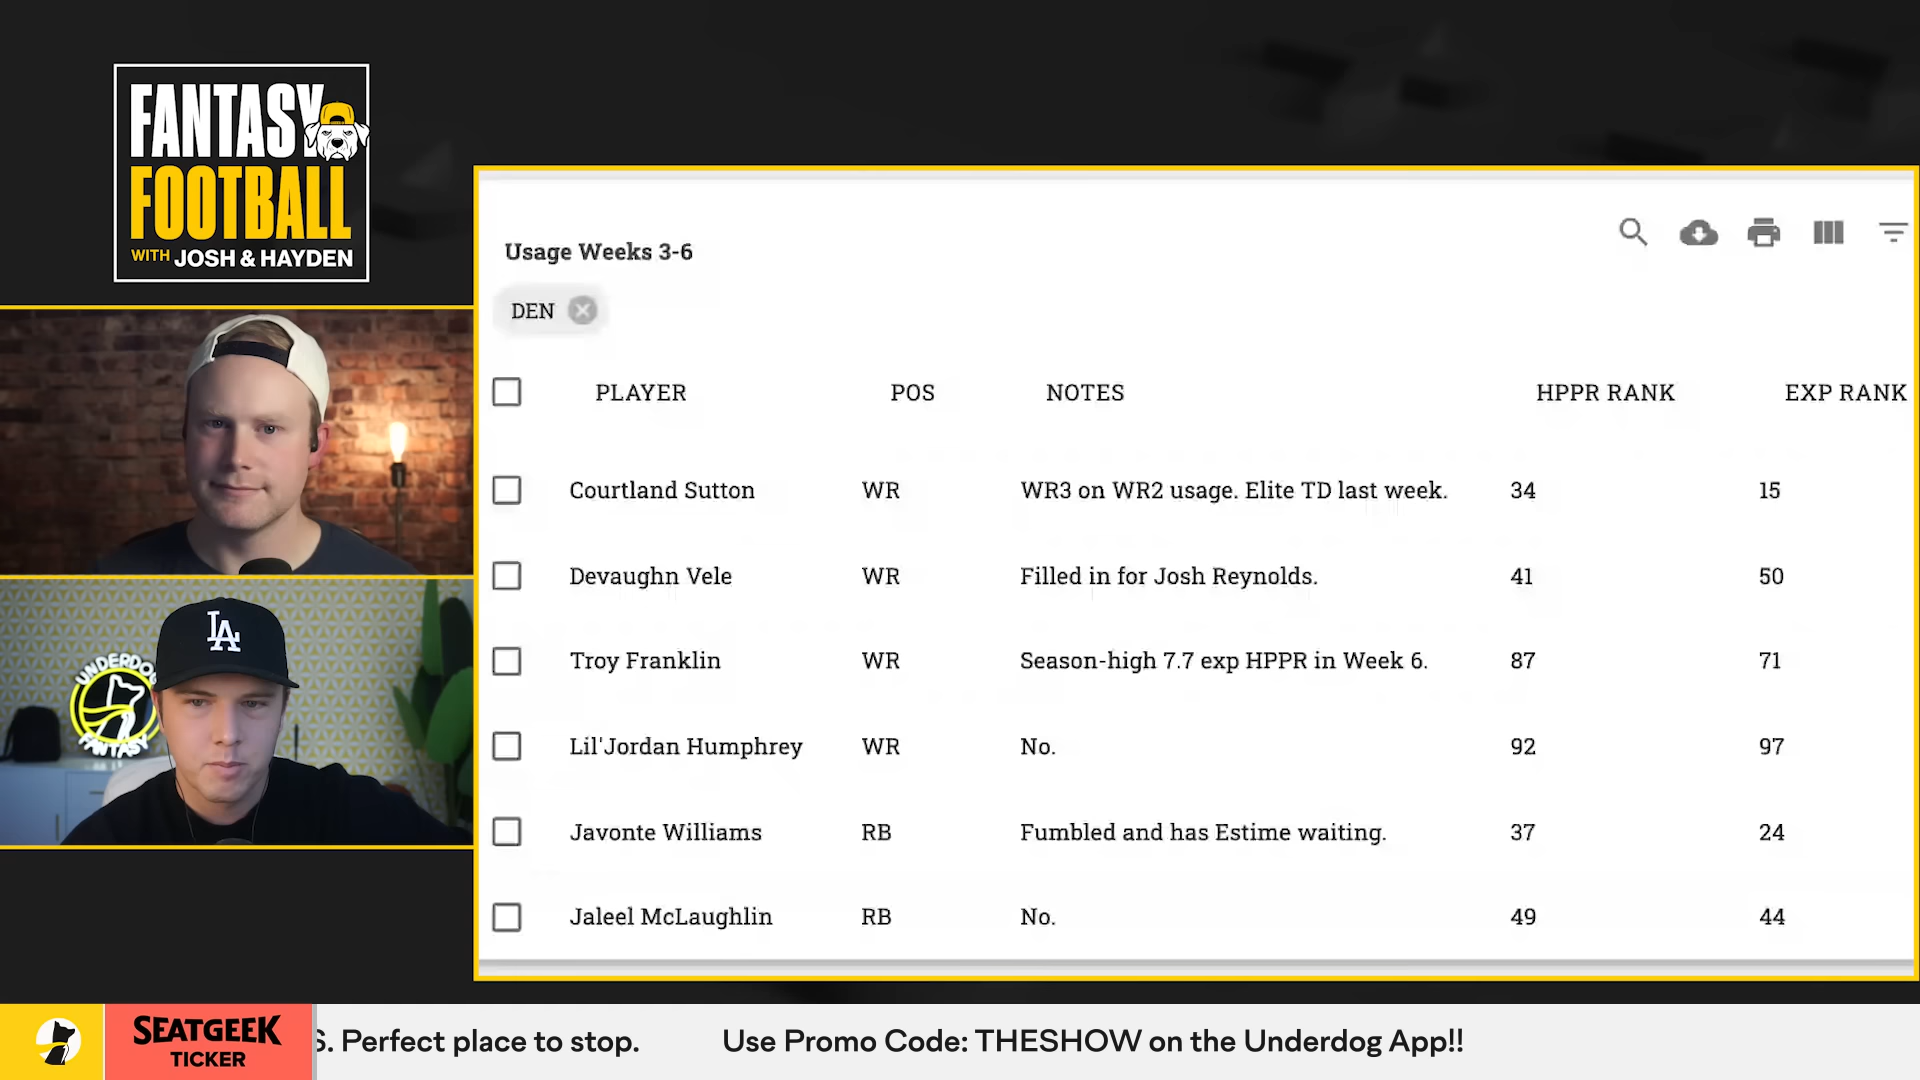 FANTASY
FOOTBALL
WITH JOSH & HAYDEN
Usage Weeks 3-6
DEN
PLAYER POS NOTES HPPR RANK EXP RANK
Courtland Sutton WR WR3 on WR2 usage. Elite TD last week. 34 15
Devaughn Vele WR Filled in for Josh Reynolds. 41 50
Troy Franklin WR Season-high 7.7 exp HPPR in Week 6. 87 71
Lil'Jordan Humphrey WR No. 92 97
Javonte Williams RB Fumbled and has Estime waiting. 37 24
Jaleel McLaughlin RB No. 49 44
LA
UNDERDOG
FANTASY
SEATGEEK
TICKER
S. Perfect place to stop. Use Promo Code: THESHOW on the Underdog App!!